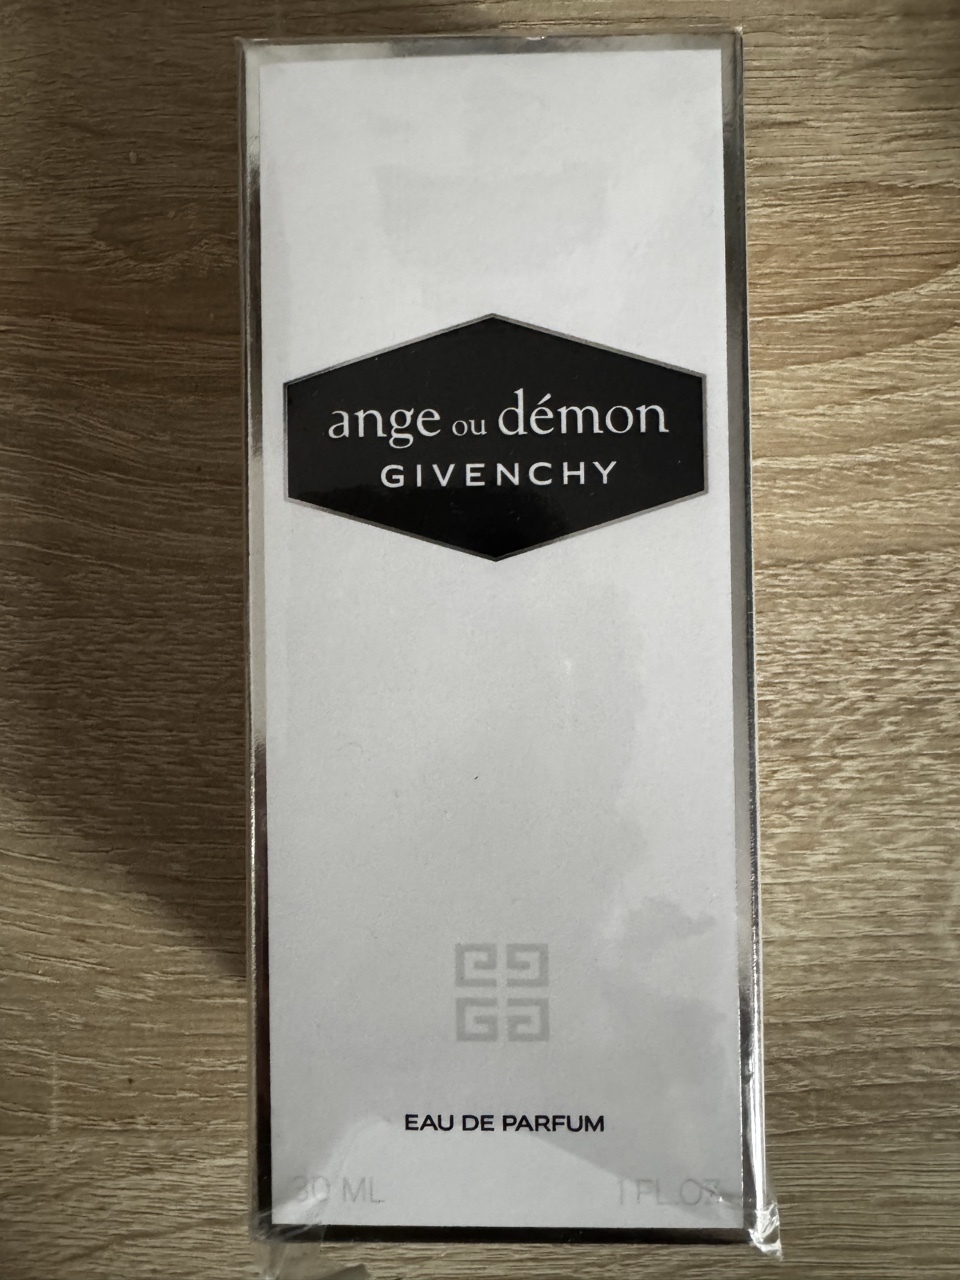 ange ou démon
GIVENCHY
EAU DE PARFUM
30 ML 1 FL.OZ